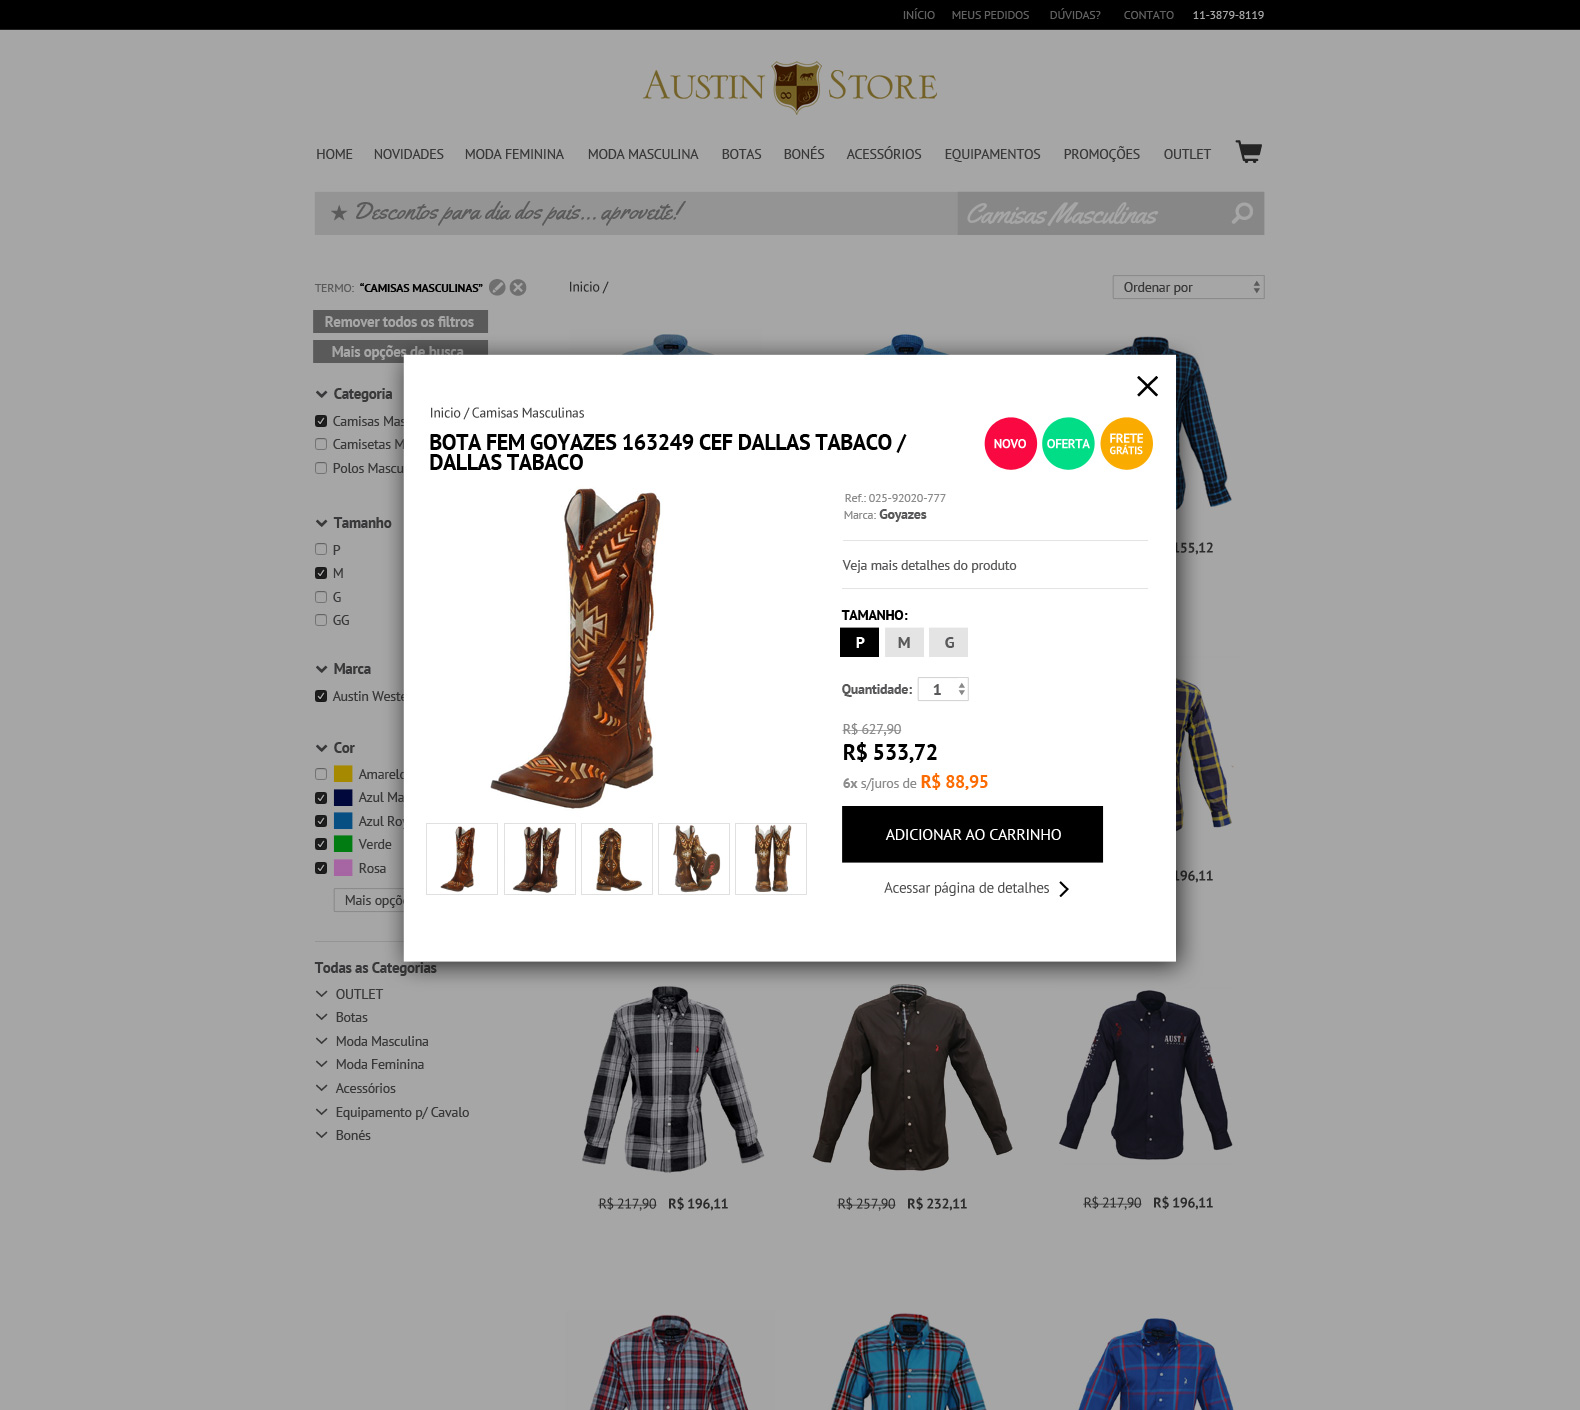 INÍCIO MEUS PEDIDOS DÚVIDAS? CONTATO 11-3879-8119
AUSTIN STORE
HOME NOVIDADES MODA FEMININA MODA MASCULINA BOTAS BONÉS ACESSÓRIOS EQUIPAMENTOS PROMOÇÕES OUTLET
★ Descontos para dia dos pais... aproveite!
Camisas Masculinas
TERMO: “CAMISAS MASCULINAS”
Inicio /
Ordenar por
Remover todos os filtros
Mais opções de busca
Categoria
Camisas Mas
Camisetas M
Polos Mascu
Tamanho
P
M
G
GG
Marca
Austin Weste
Cor
Amarelo
Azul Ma
Azul Ro
Verde
Rosa
Mais opçõ
Todas as Categorias
OUTLET
Botas
Moda Masculina
Moda Feminina
Acessórios
Equipamento p/ Cavalo
Bonés
Inicio / Camisas Masculinas
BOTA FEM GOYAZES 163249 CEF DALLAS TABACO /
DALLAS TABACO
NOVO
OFERTA
FRETE
GRÁTIS
Ref.: 025-92020-777
Marca: Goyazes
Veja mais detalhes do produto
TAMANHO:
P M G
Quantidade: 1
R$ 627,90
R$ 533,72
6x s/juros de R$ 88,95
ADICIONAR AO CARRINHO
Acessar página de detalhes
155,12
196,11
AUSTIN
R$ 217,90 R$ 196,11
R$ 257,90 R$ 232,11
R$ 217,90 R$ 196,11